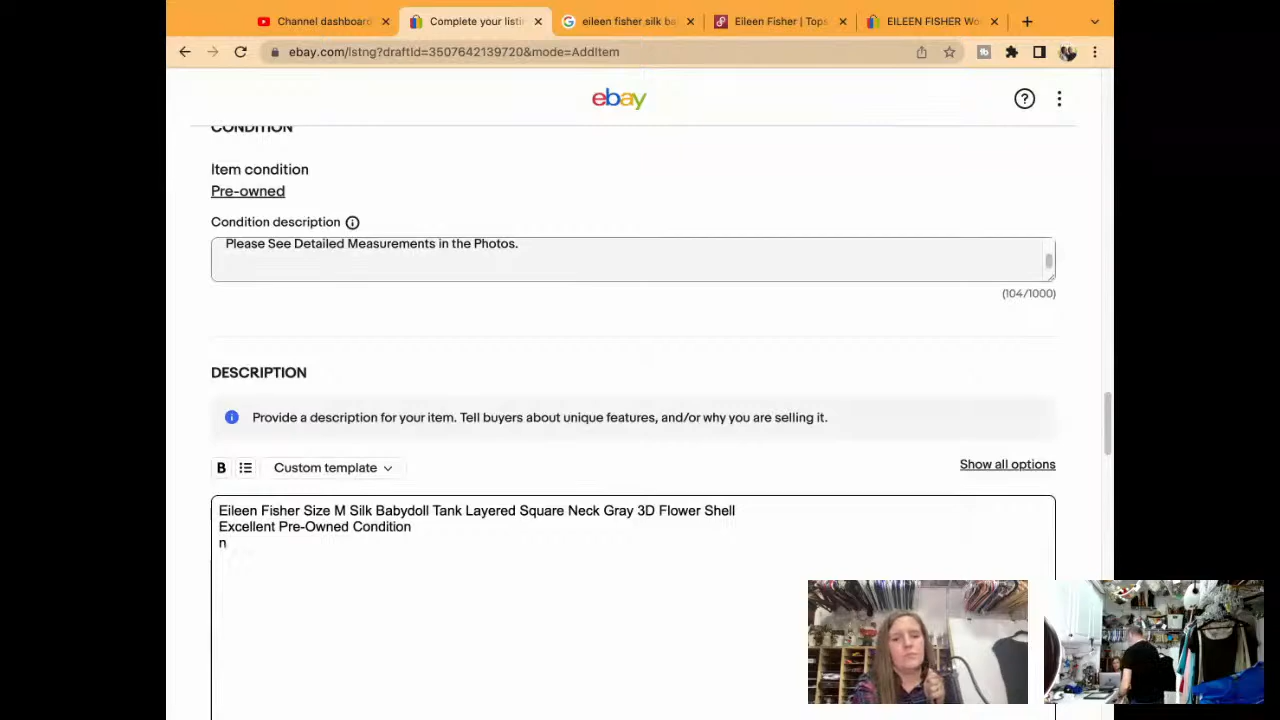 Channel dashboard
Complete your listi
eileen fisher silk ba
Eileen Fisher | Tops
EILEEN FISHER Wo
ebay.com/lstng?draftId=3507642139720&mode=AddItem
ebay
CONDITION
Item condition
Pre-owned
Condition description
Please See Detailed Measurements in the Photos.
(104/1000)
DESCRIPTION
Provide a description for your item. Tell buyers about unique features, and/or why you are selling it.
B
Custom template
Show all options
Eileen Fisher Size M Silk Babydoll Tank Layered Square Neck Gray 3D Flower Shell
Excellent Pre-Owned Condition
n